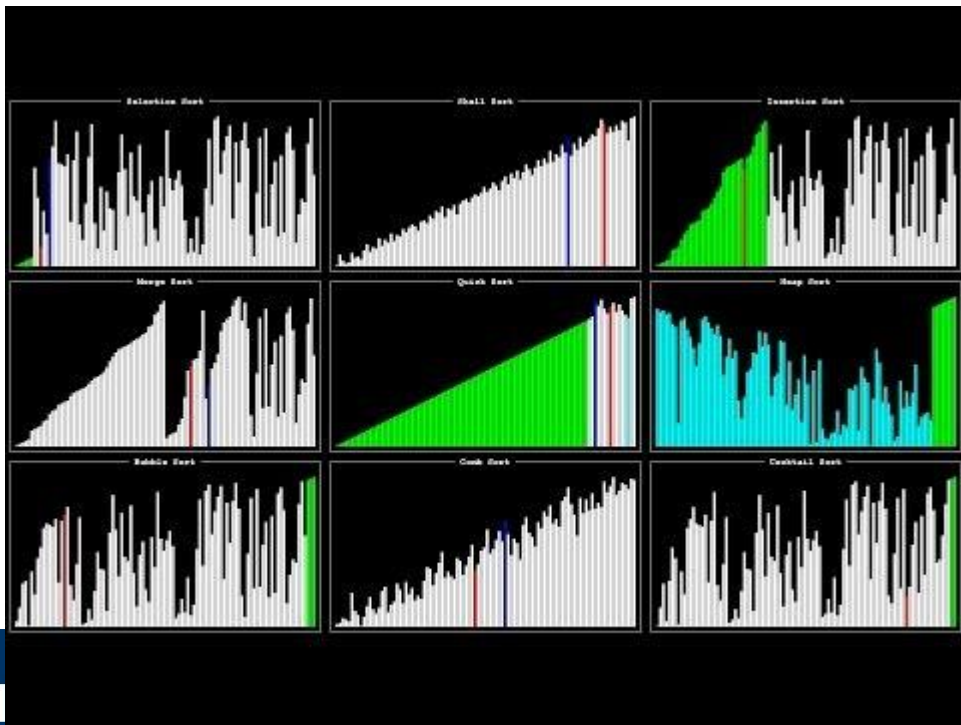 Selection Sort
Shell Sort
Insertion Sort
Merge Sort
Quick Sort
Heap Sort
Bubble Sort
Comb Sort
Cocktail Sort